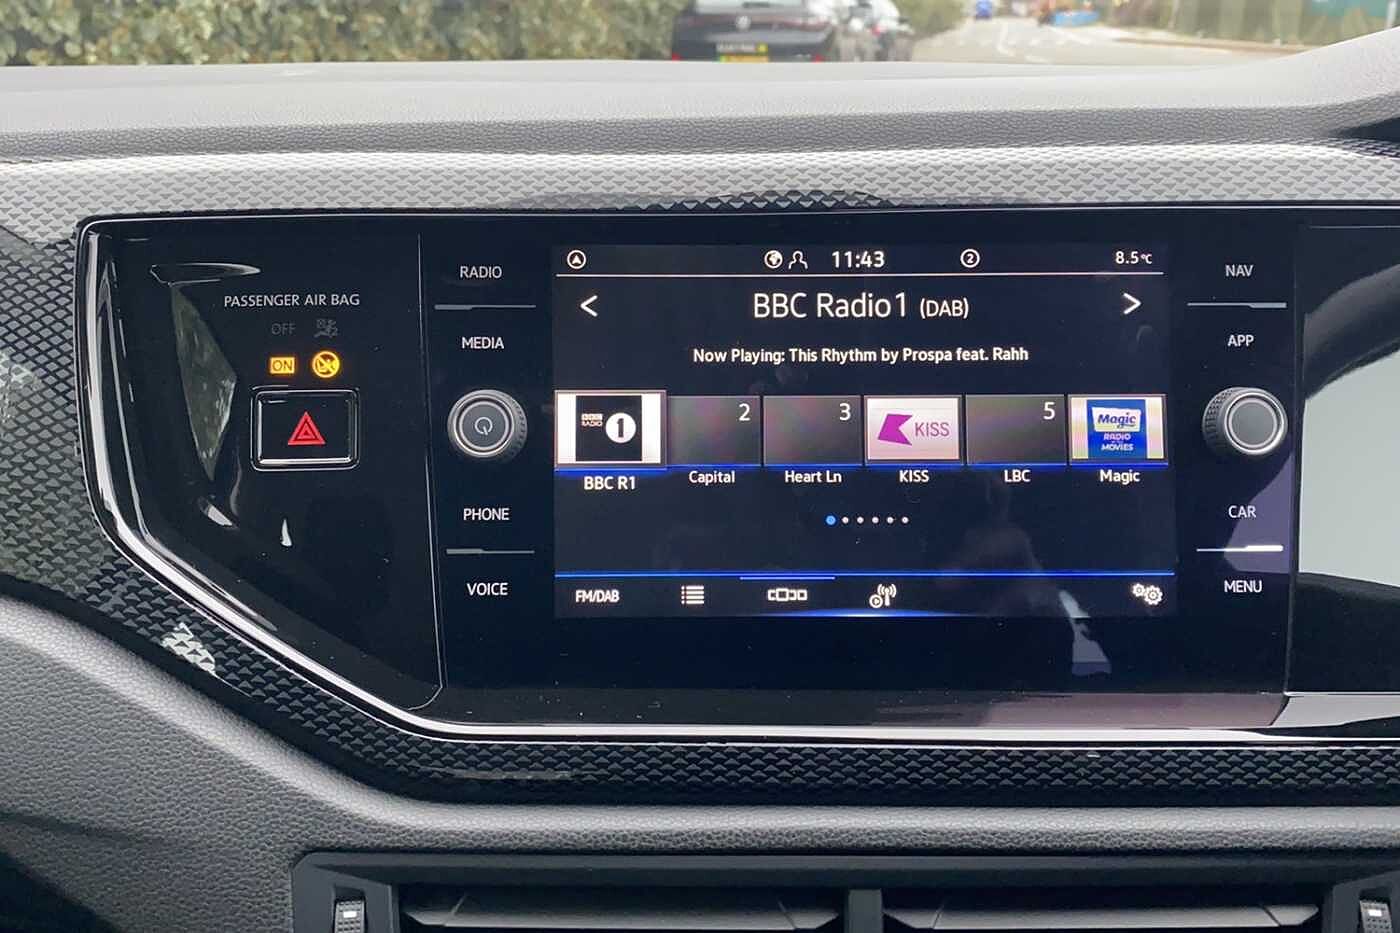 PASSENGER AIR BAG
OFF
ON
RADIO
MEDIA
PHONE
VOICE
11:43
2
8.5°C
< BBC Radio1 (DAB) >
Now Playing: This Rhythm by Prospa feat. Rahh
BBC RADIO 1
2
3
KISS
5
Magic RADIO MOVIES
BBC R1
Capital
Heart Ln
KISS
LBC
Magic
FM/DAB
NAV
APP
CAR
MENU